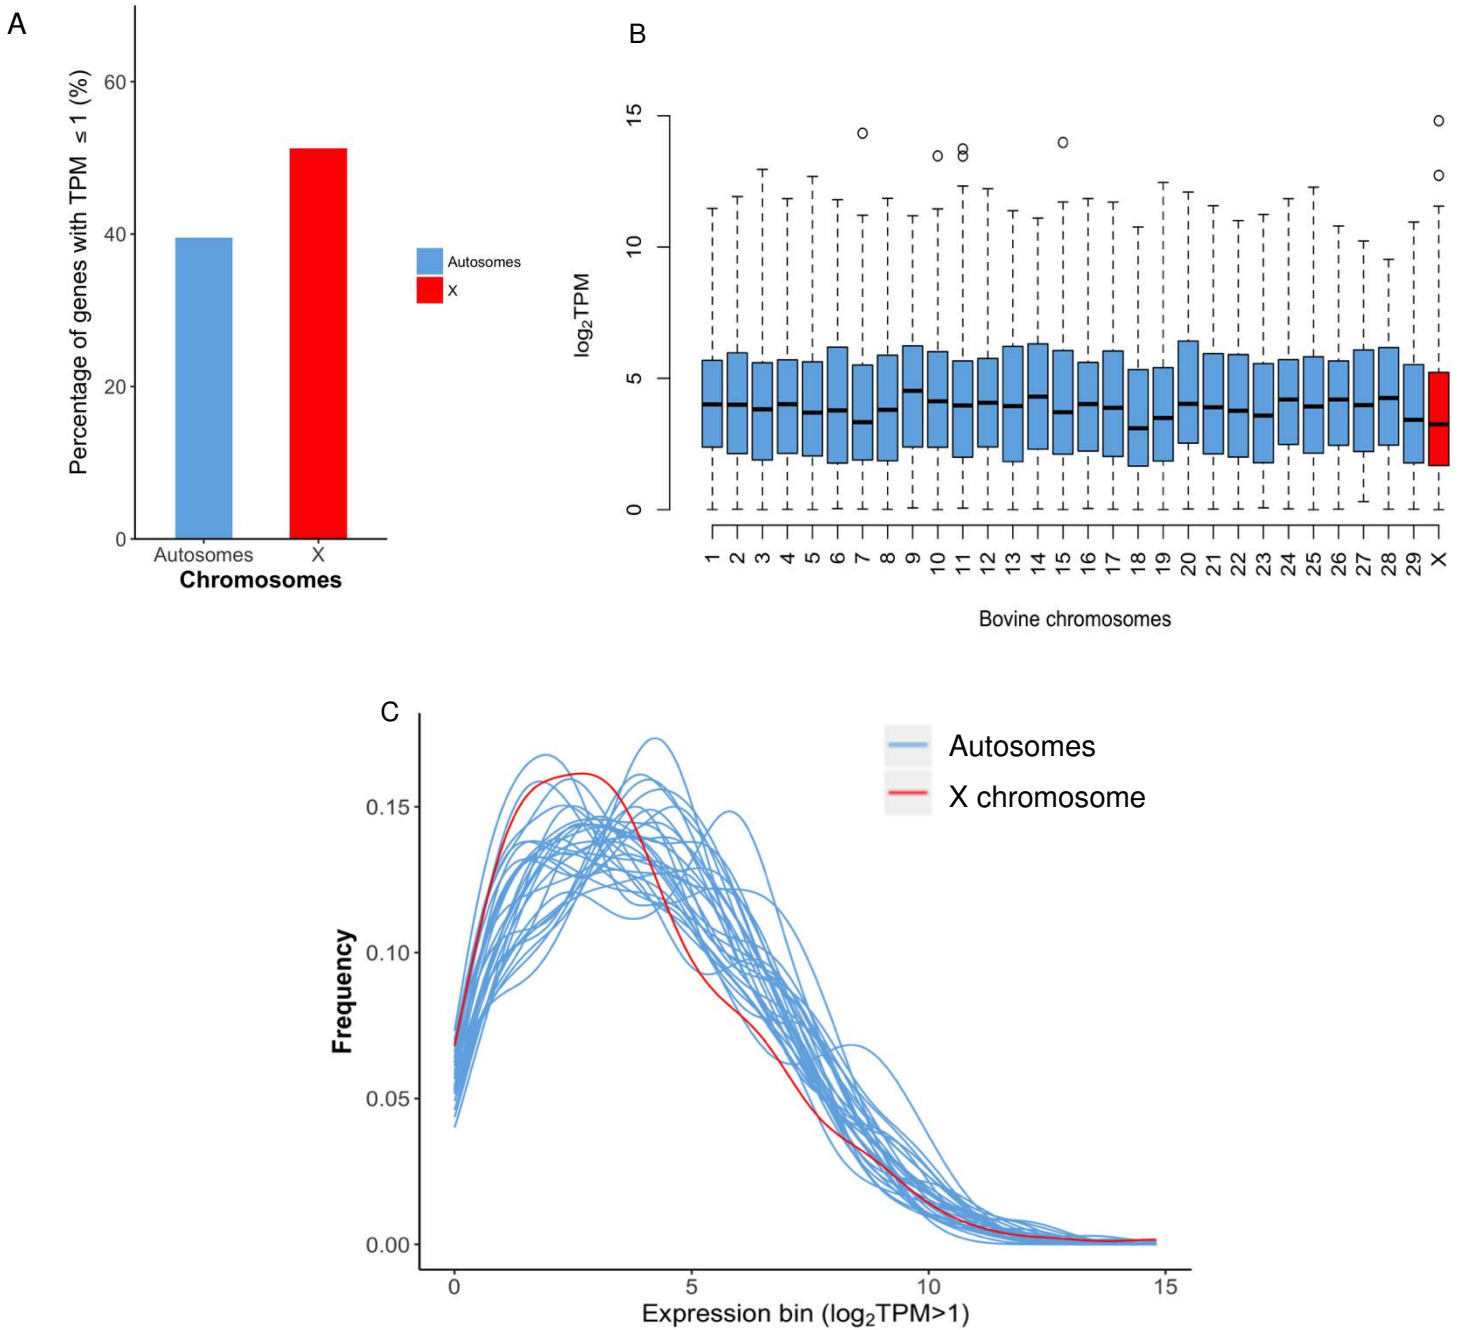 A
Percentage of genes with TPM ≤ 1 (%)
60
40
20
0
Autosomes X
Chromosomes
Autosomes
X
B
log₂TPM
15
10
5
0
1 2 3 4 5 6 7 8 9 10 11 12 13 14 15 16 17 18 19 20 21 22 23 24 25 26 27 28 29 X
Bovine chromosomes
C
Autosomes
X chromosome
Frequency
0.15
0.10
0.05
0.00
0 5 10 15
Expression bin (log₂TPM>1)